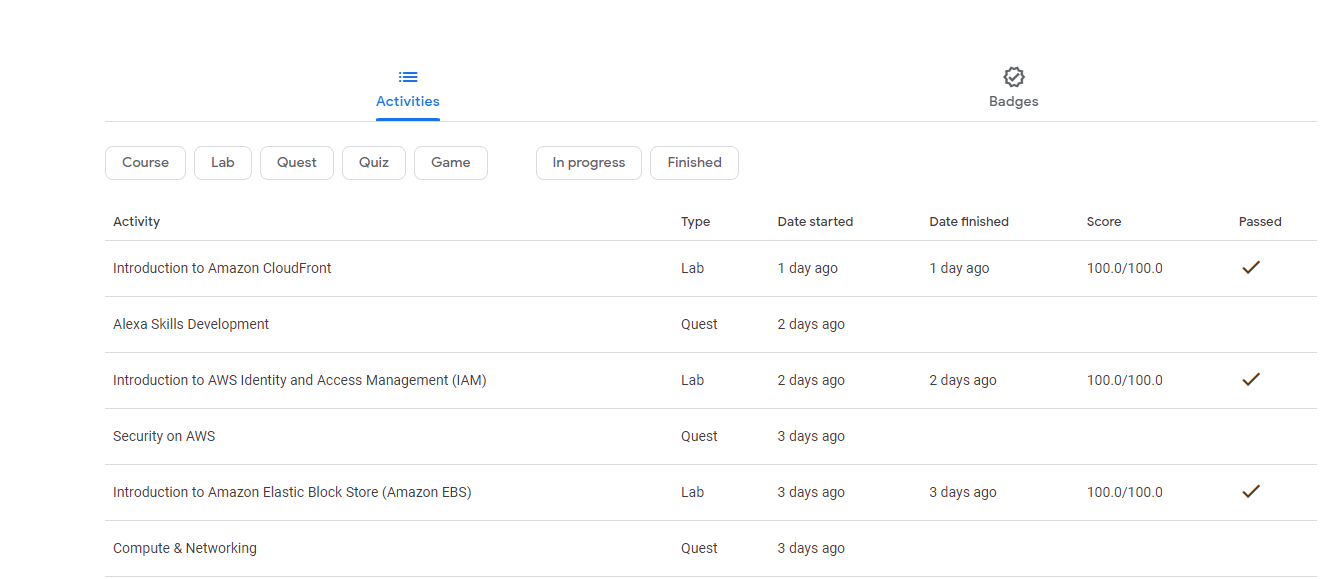 Activities Badges
Course Lab Quest Quiz Game In progress Finished
Activity Type Date started Date finished Score Passed
Introduction to Amazon CloudFront Lab 1 day ago 1 day ago 100.0/100.0
Alexa Skills Development Quest 2 days ago
Introduction to AWS Identity and Access Management (IAM) Lab 2 days ago 2 days ago 100.0/100.0
Security on AWS Quest 3 days ago
Introduction to Amazon Elastic Block Store (Amazon EBS) Lab 3 days ago 3 days ago 100.0/100.0
Compute & Networking Quest 3 days ago